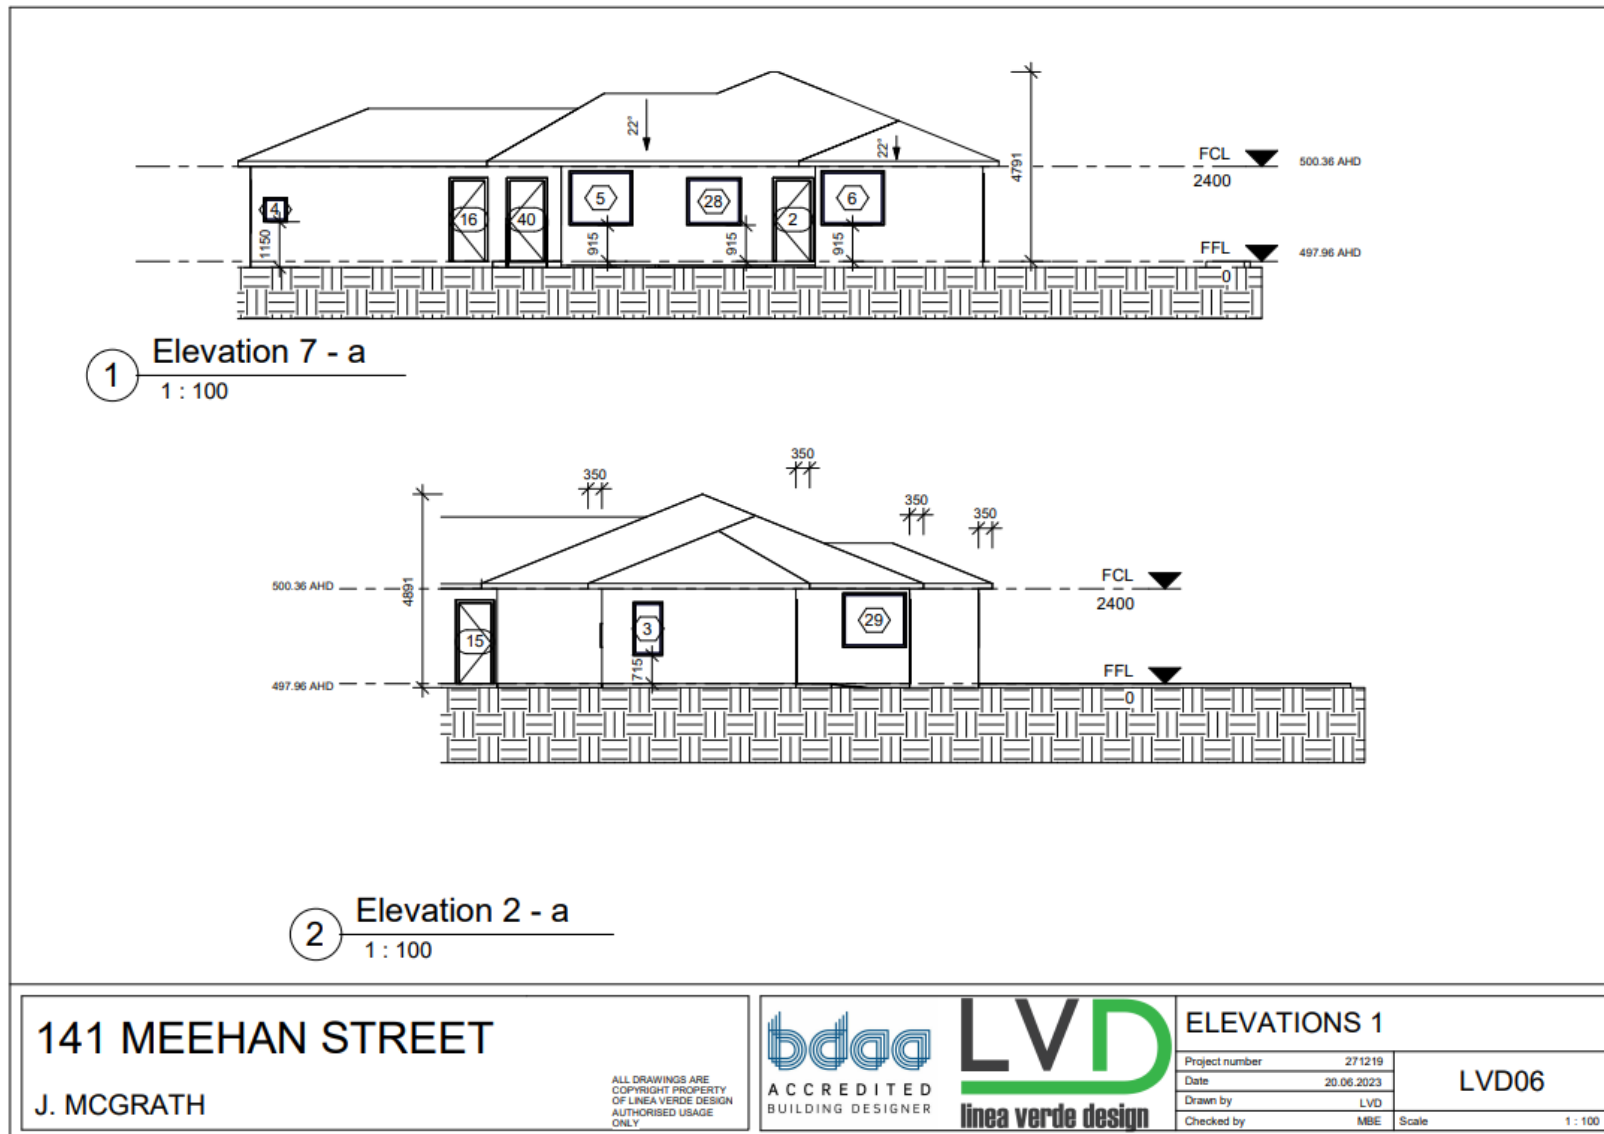 22°
22°
4791
FCL
2400
500.36 AHD
4
16
40
5
28
2
6
1150
915
915
915
FFL
0
497.96 AHD
1
Elevation 7 - a
1 : 100
350
350
350
350
4891
500.36 AHD
FCL
2400
15
3
29
715
497.96 AHD
FFL
0
2
Elevation 2 - a
1 : 100
141 MEEHAN STREET
J. MCGRATH
ALL DRAWINGS ARE
COPYRIGHT PROPERTY
OF LINEA VERDE DESIGN
AUTHORISED USAGE
ONLY
bdaa
ACCREDITED
BUILDING DESIGNER
LVD
linea verde design
ELEVATIONS 1
Project number 271219
Date 20.06.2023
Drawn by LVD
Checked by MBE
LVD06
Scale 1 : 100